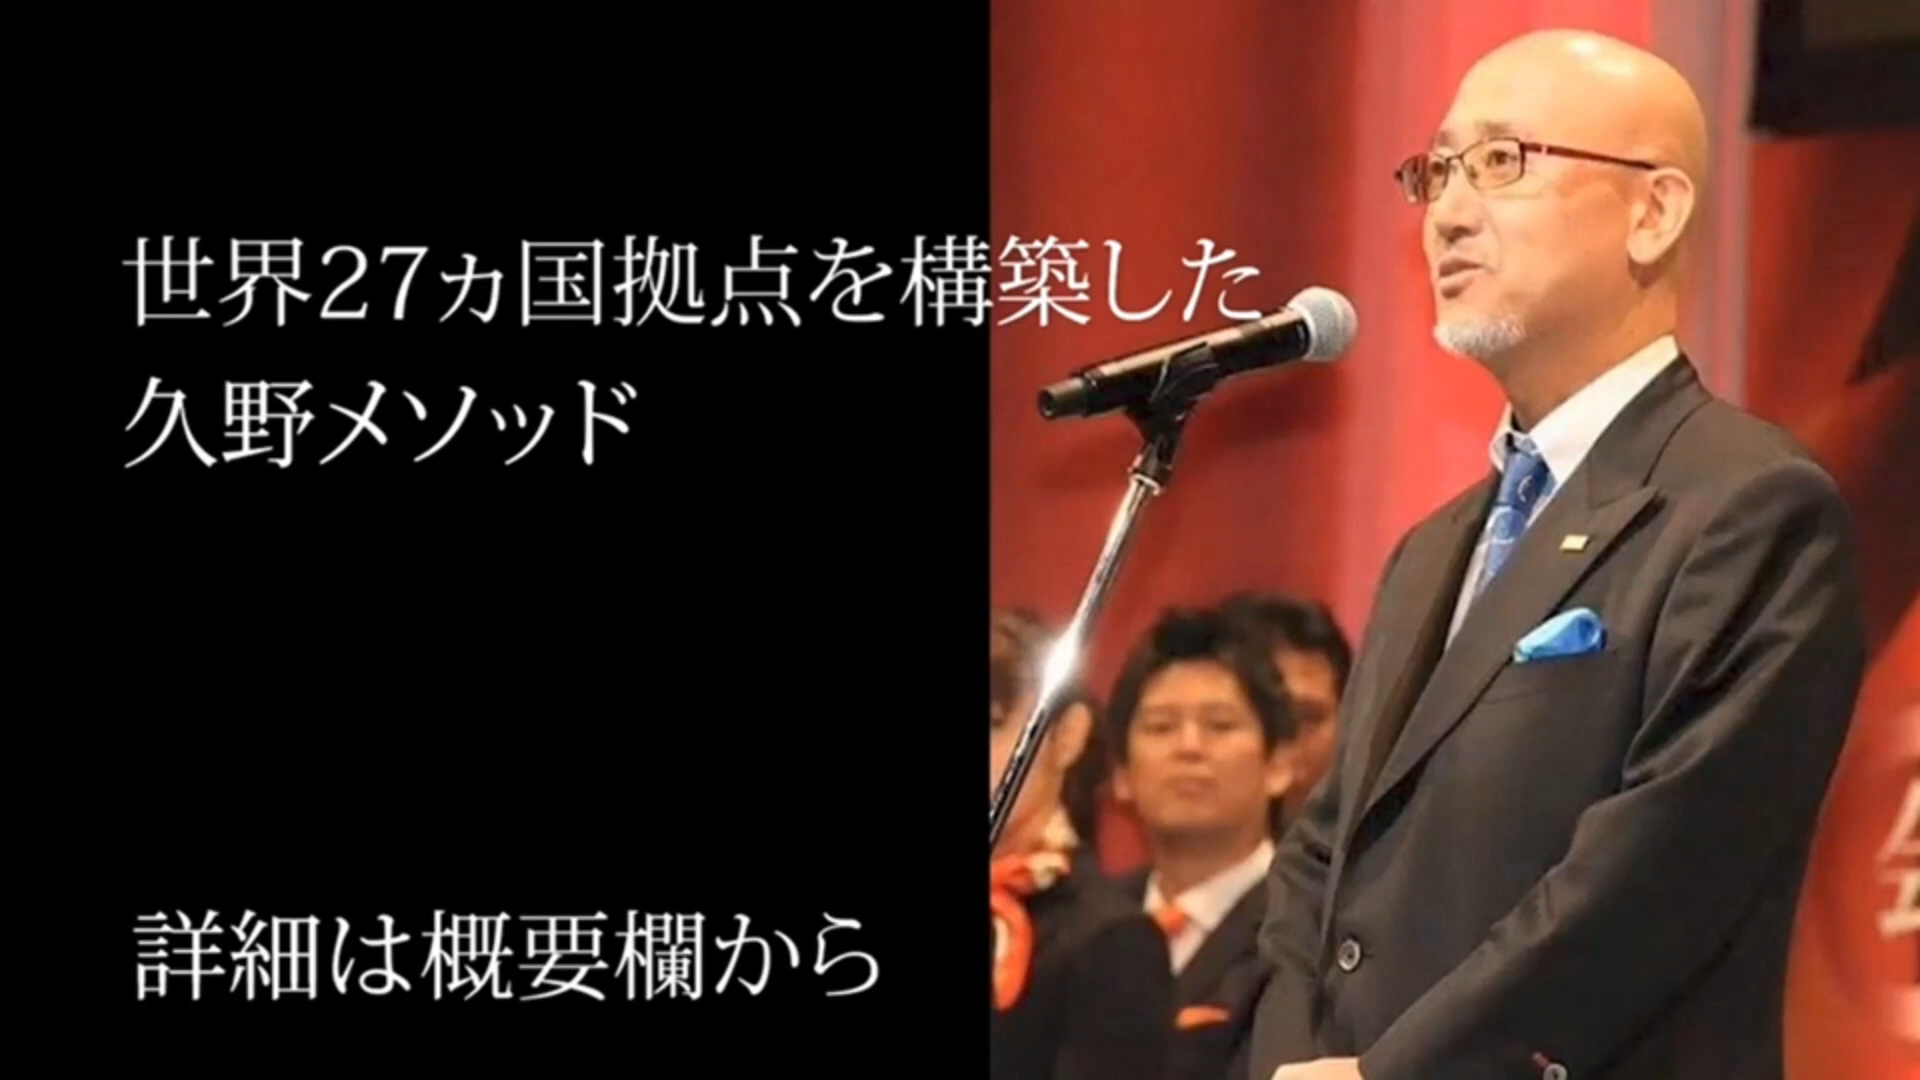 世界27ヵ国拠点を構築した
久野メソッド
詳細は概要欄から